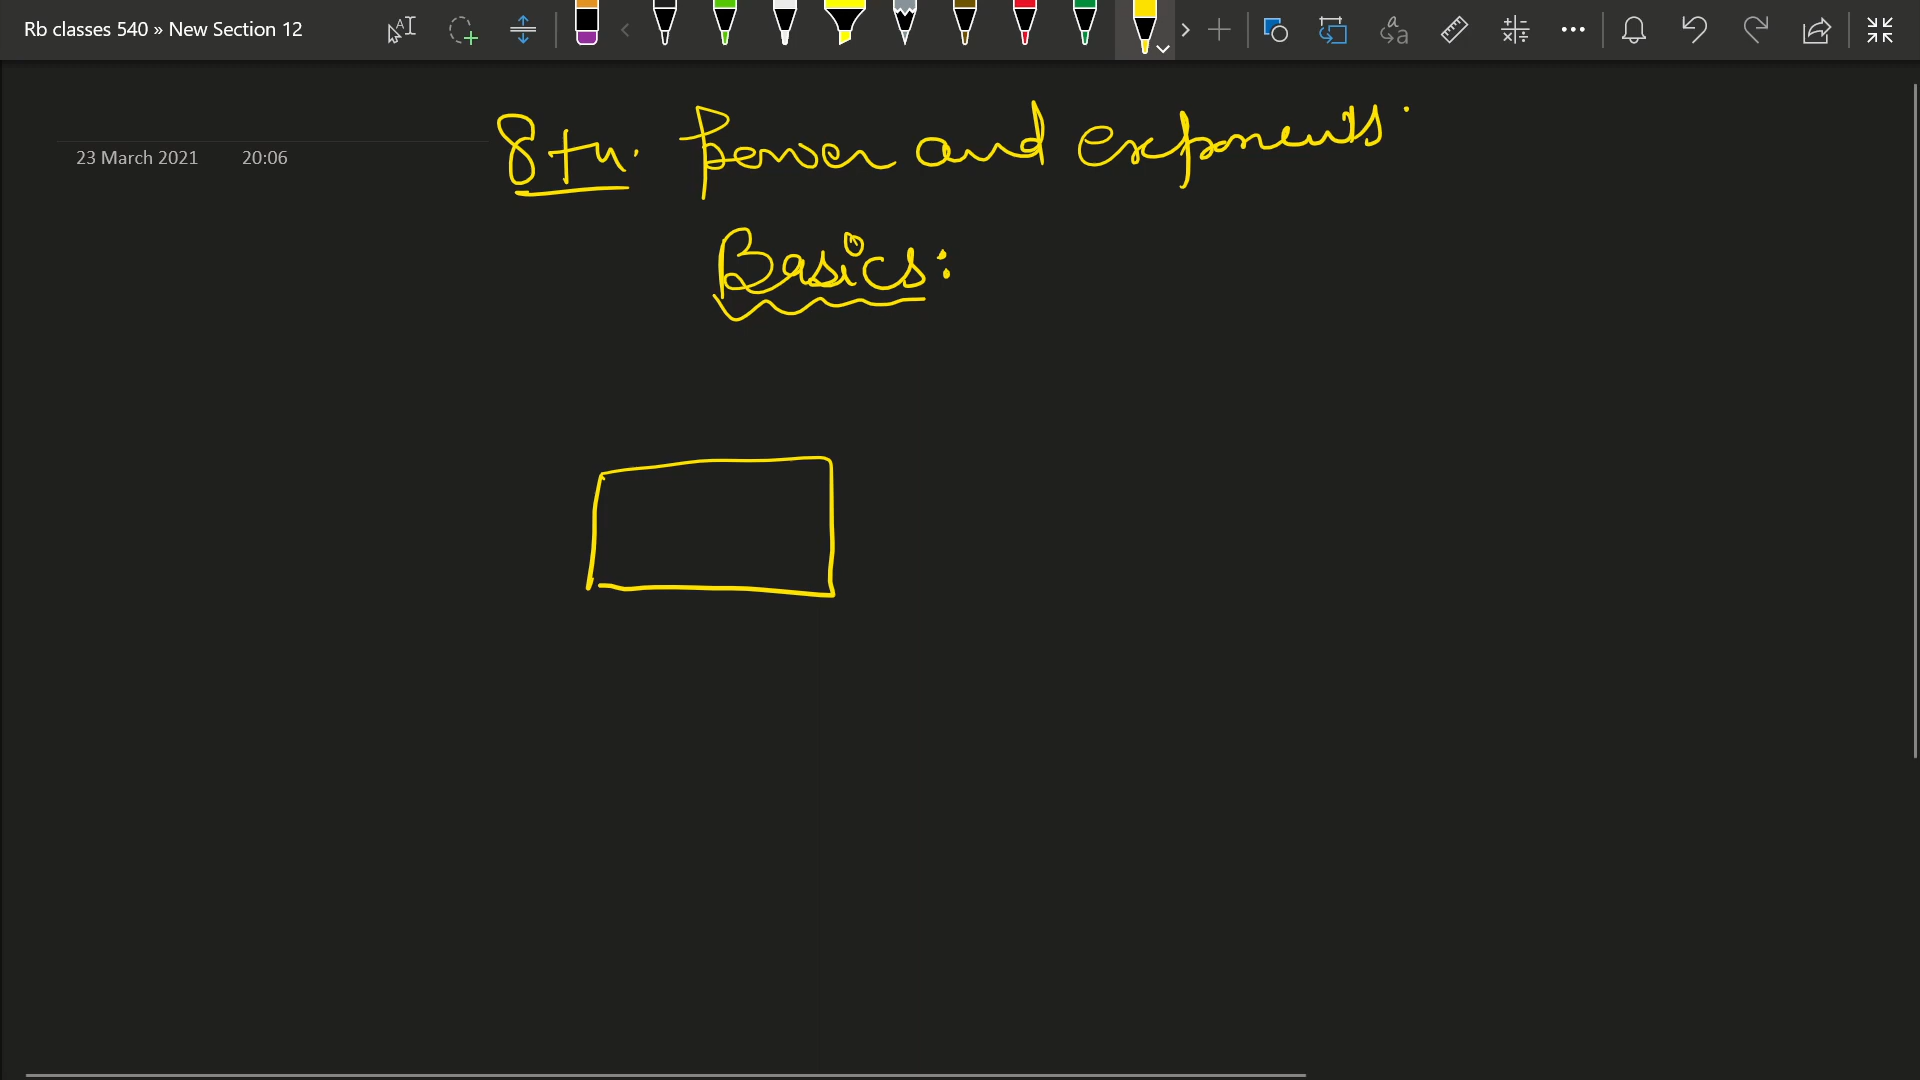 Rb classes 540 » New Section 12
8th. Power and exponents.
23 March 2021 20:06
Basics: